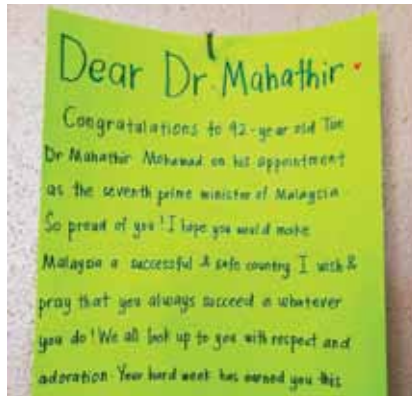 Dear Dr. Mahathir
Congratulations to 92-year old Tun
Dr Mahathir Mohamad on his appointment
as the seventh prime minister of Malaysia
So proud of you! I hope you would make
Malaysia a successful & safe country I wish &
pray that you always succeed in whatever
you do! We all look up to you with respect and
adoration. Your hard week has earned you this